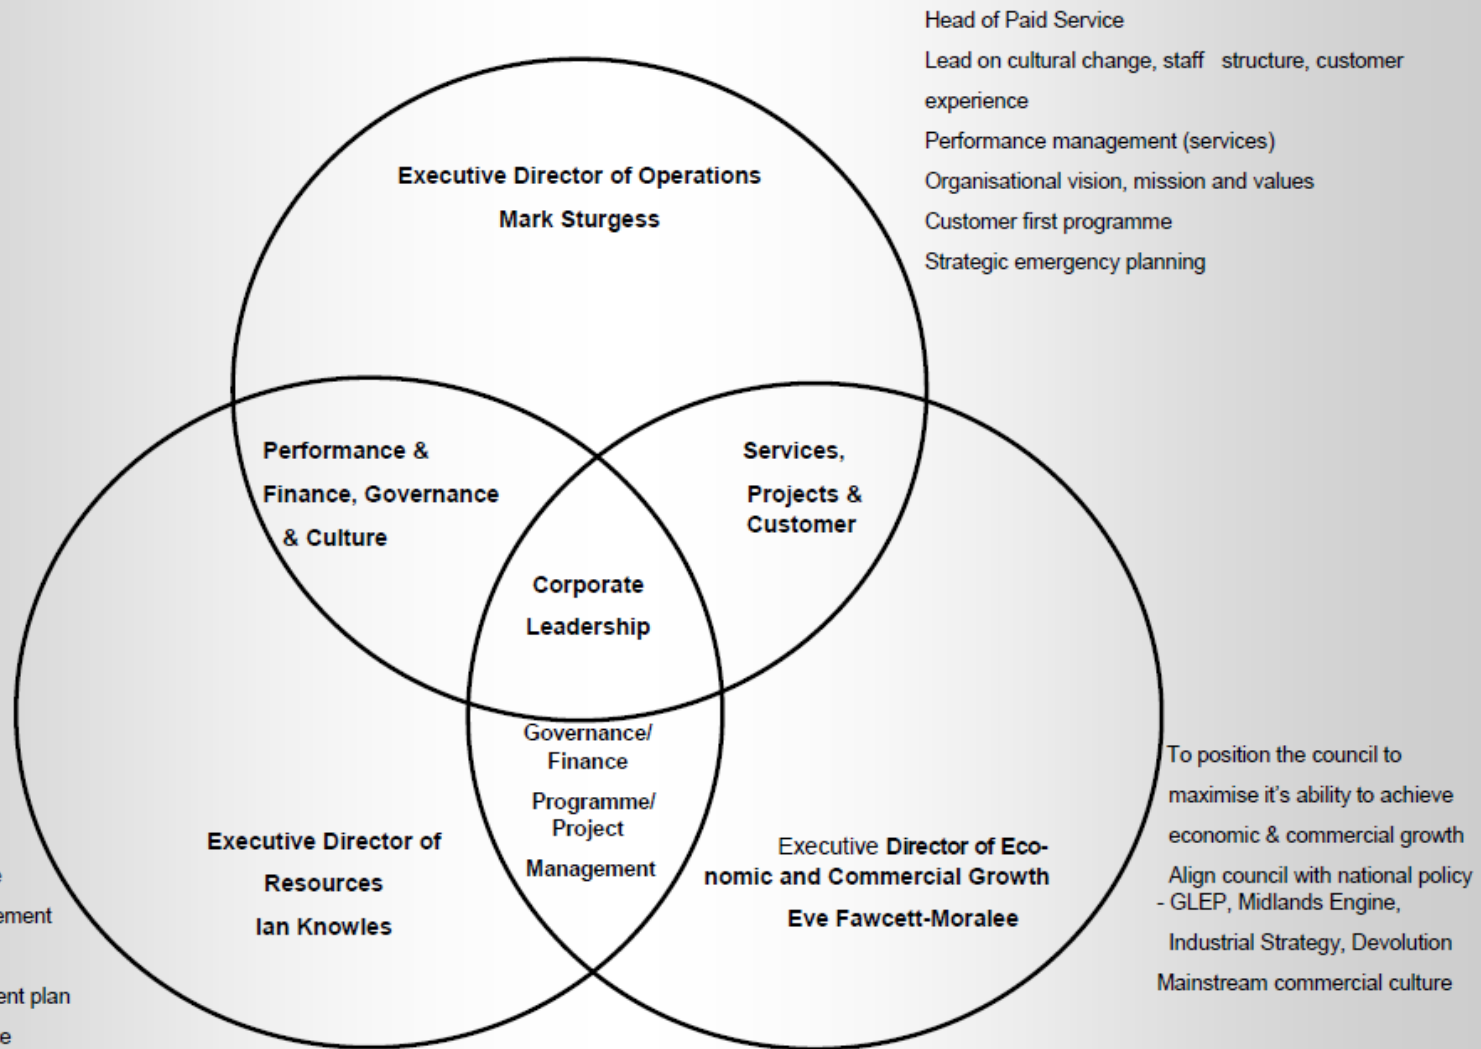 Head of Paid Service
Lead on cultural change, staff structure, customer
experience
Performance management (services)
Organisational vision, mission and values
Customer first programme
Strategic emergency planning
Executive Director of Operations
Mark Sturgess
Performance &
Finance, Governance
& Culture
Services,
Projects &
Customer
Corporate
Leadership
Governance/
Finance
Programme/
Project
Management
Executive Director of
Resources
Ian Knowles
Executive Director of Eco-
nomic and Commercial Growth
Eve Fawcett-Moralee
To position the council to
maximise it's ability to achieve
economic & commercial growth
Align council with national policy
- GLEP, Midlands Engine,
Industrial Strategy, Devolution
Mainstream commercial culture
plan